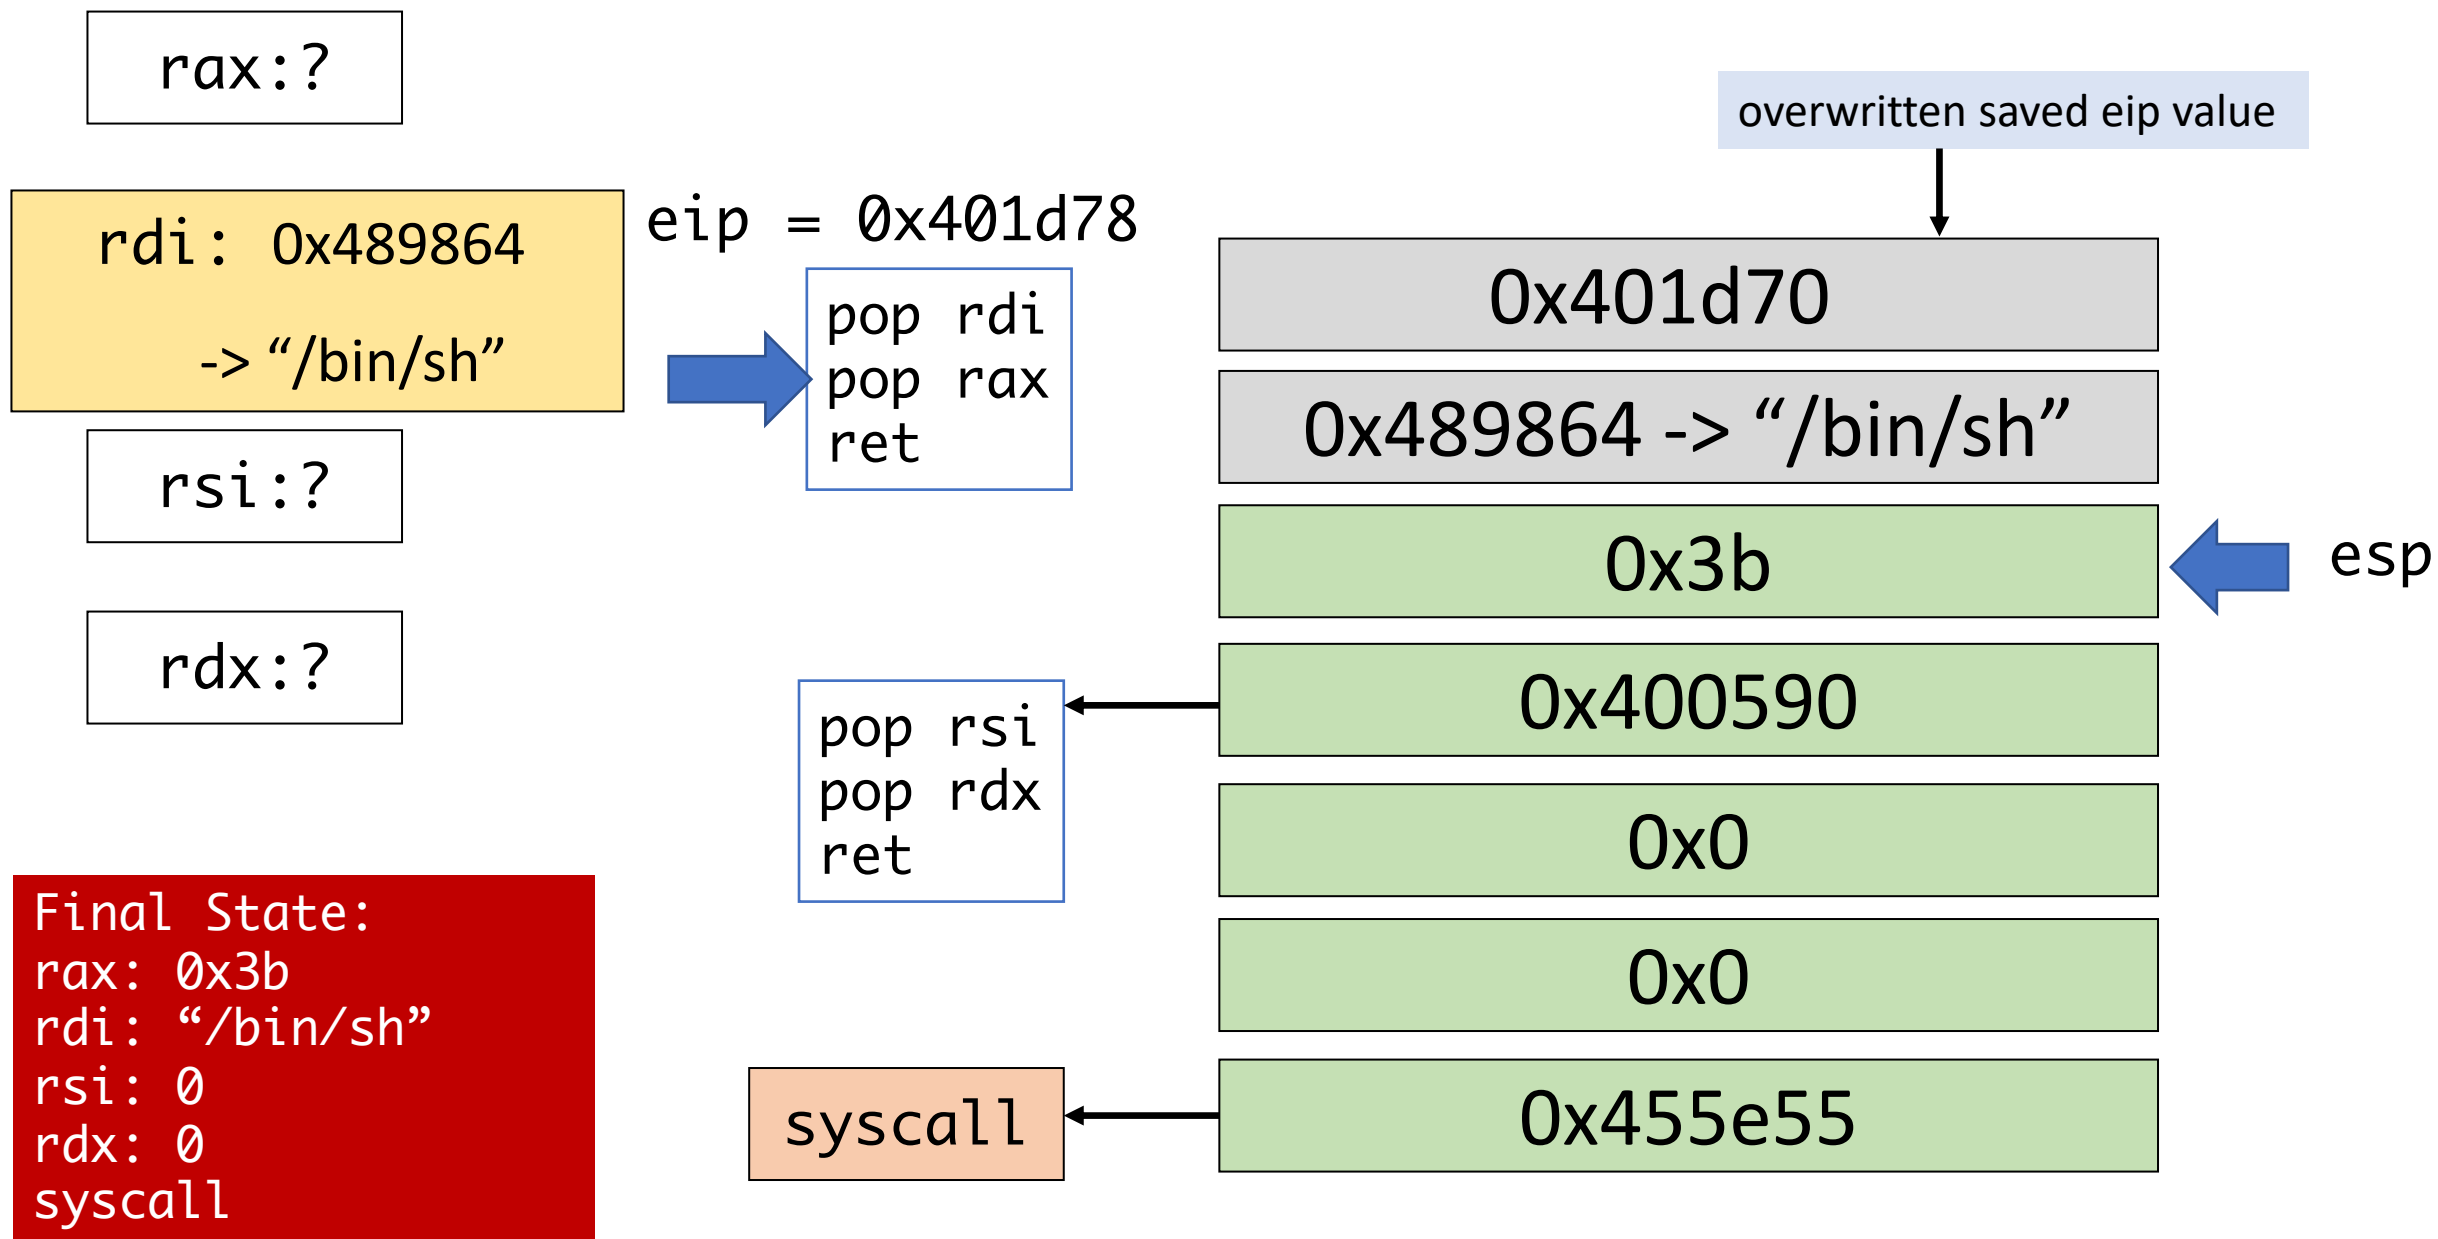 rax:?
rdi: 0x489864
-> “/bin/sh”
rsi:?
rdx:?
Final State:
rax: 0x3b
rdi: “/bin/sh”
rsi: 0
rdx: 0
syscall
eip = 0x401d78
pop rdi
pop rax
ret
pop rsi
pop rdx
ret
syscall
overwritten saved eip value
0x401d70
0x489864 -> “/bin/sh”
0x3b
0x400590
0x0
0x0
0x455e55
esp